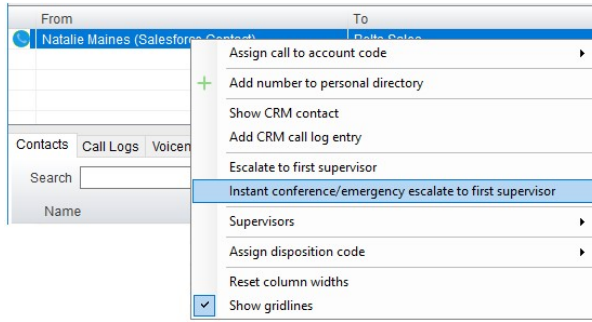 From To
Natalie Maines (Salesforce Contact)
Assign call to account code
Add number to personal directory
Show CRM contact
Add CRM call log entry
Contacts Call Logs Voicem
Escalate to first supervisor
Search
Instant conference/emergency escalate to first supervisor
Name
Supervisors
Assign disposition code
Reset column widths
Show gridlines